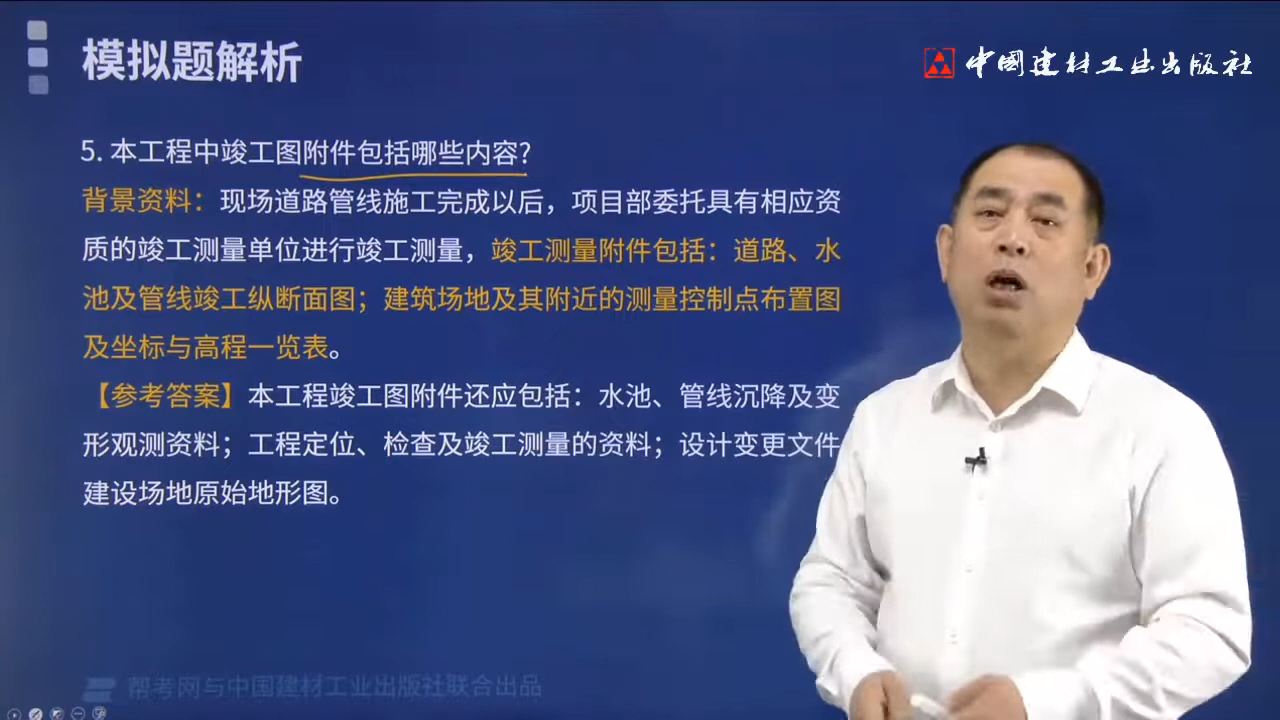 模拟题解析
中国建材工业出版社
5. 本工程中竣工图附件包括哪些内容?
背景资料：现场道路管线施工完成以后，项目部委托具有相应资
质的竣工测量单位进行竣工测量，竣工测量附件包括：道路、水
池及管线竣工纵断面图；建筑场地及其附近的测量控制点布置图
及坐标与高程一览表。
【参考答案】本工程竣工图附件还应包括：水池、管线沉降及变
形观测资料；工程定位、检查及竣工测量的资料；设计变更文件
建设场地原始地形图。
帮考网与中国建材工业出版社联合出品